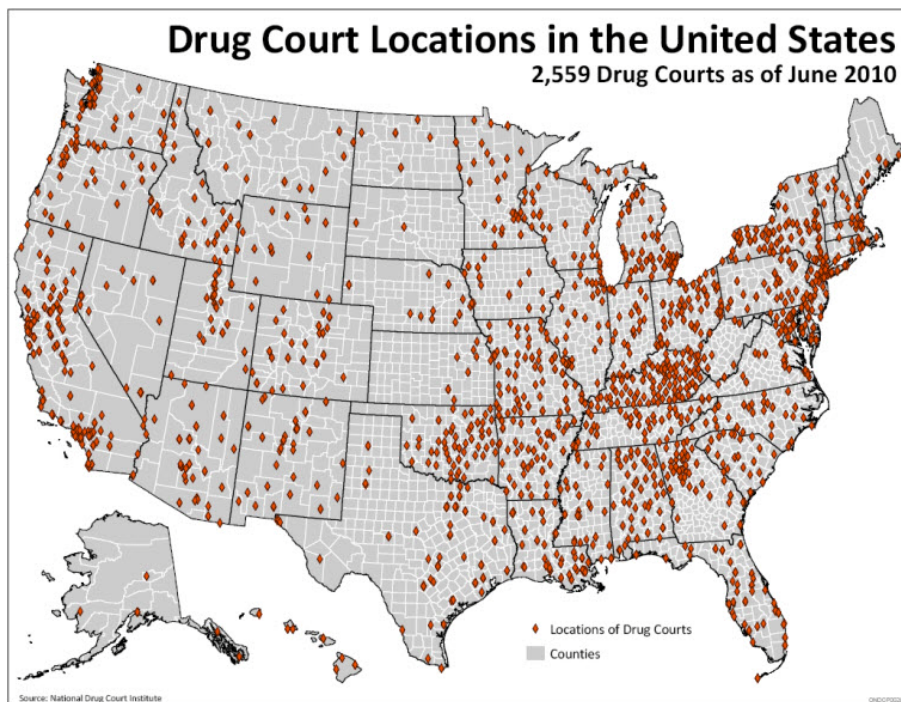 Drug Court Locations in the United States
2,559 Drug Courts as of June 2010
Locations of Drug Courts
Counties
Source: National Drug Court Institute